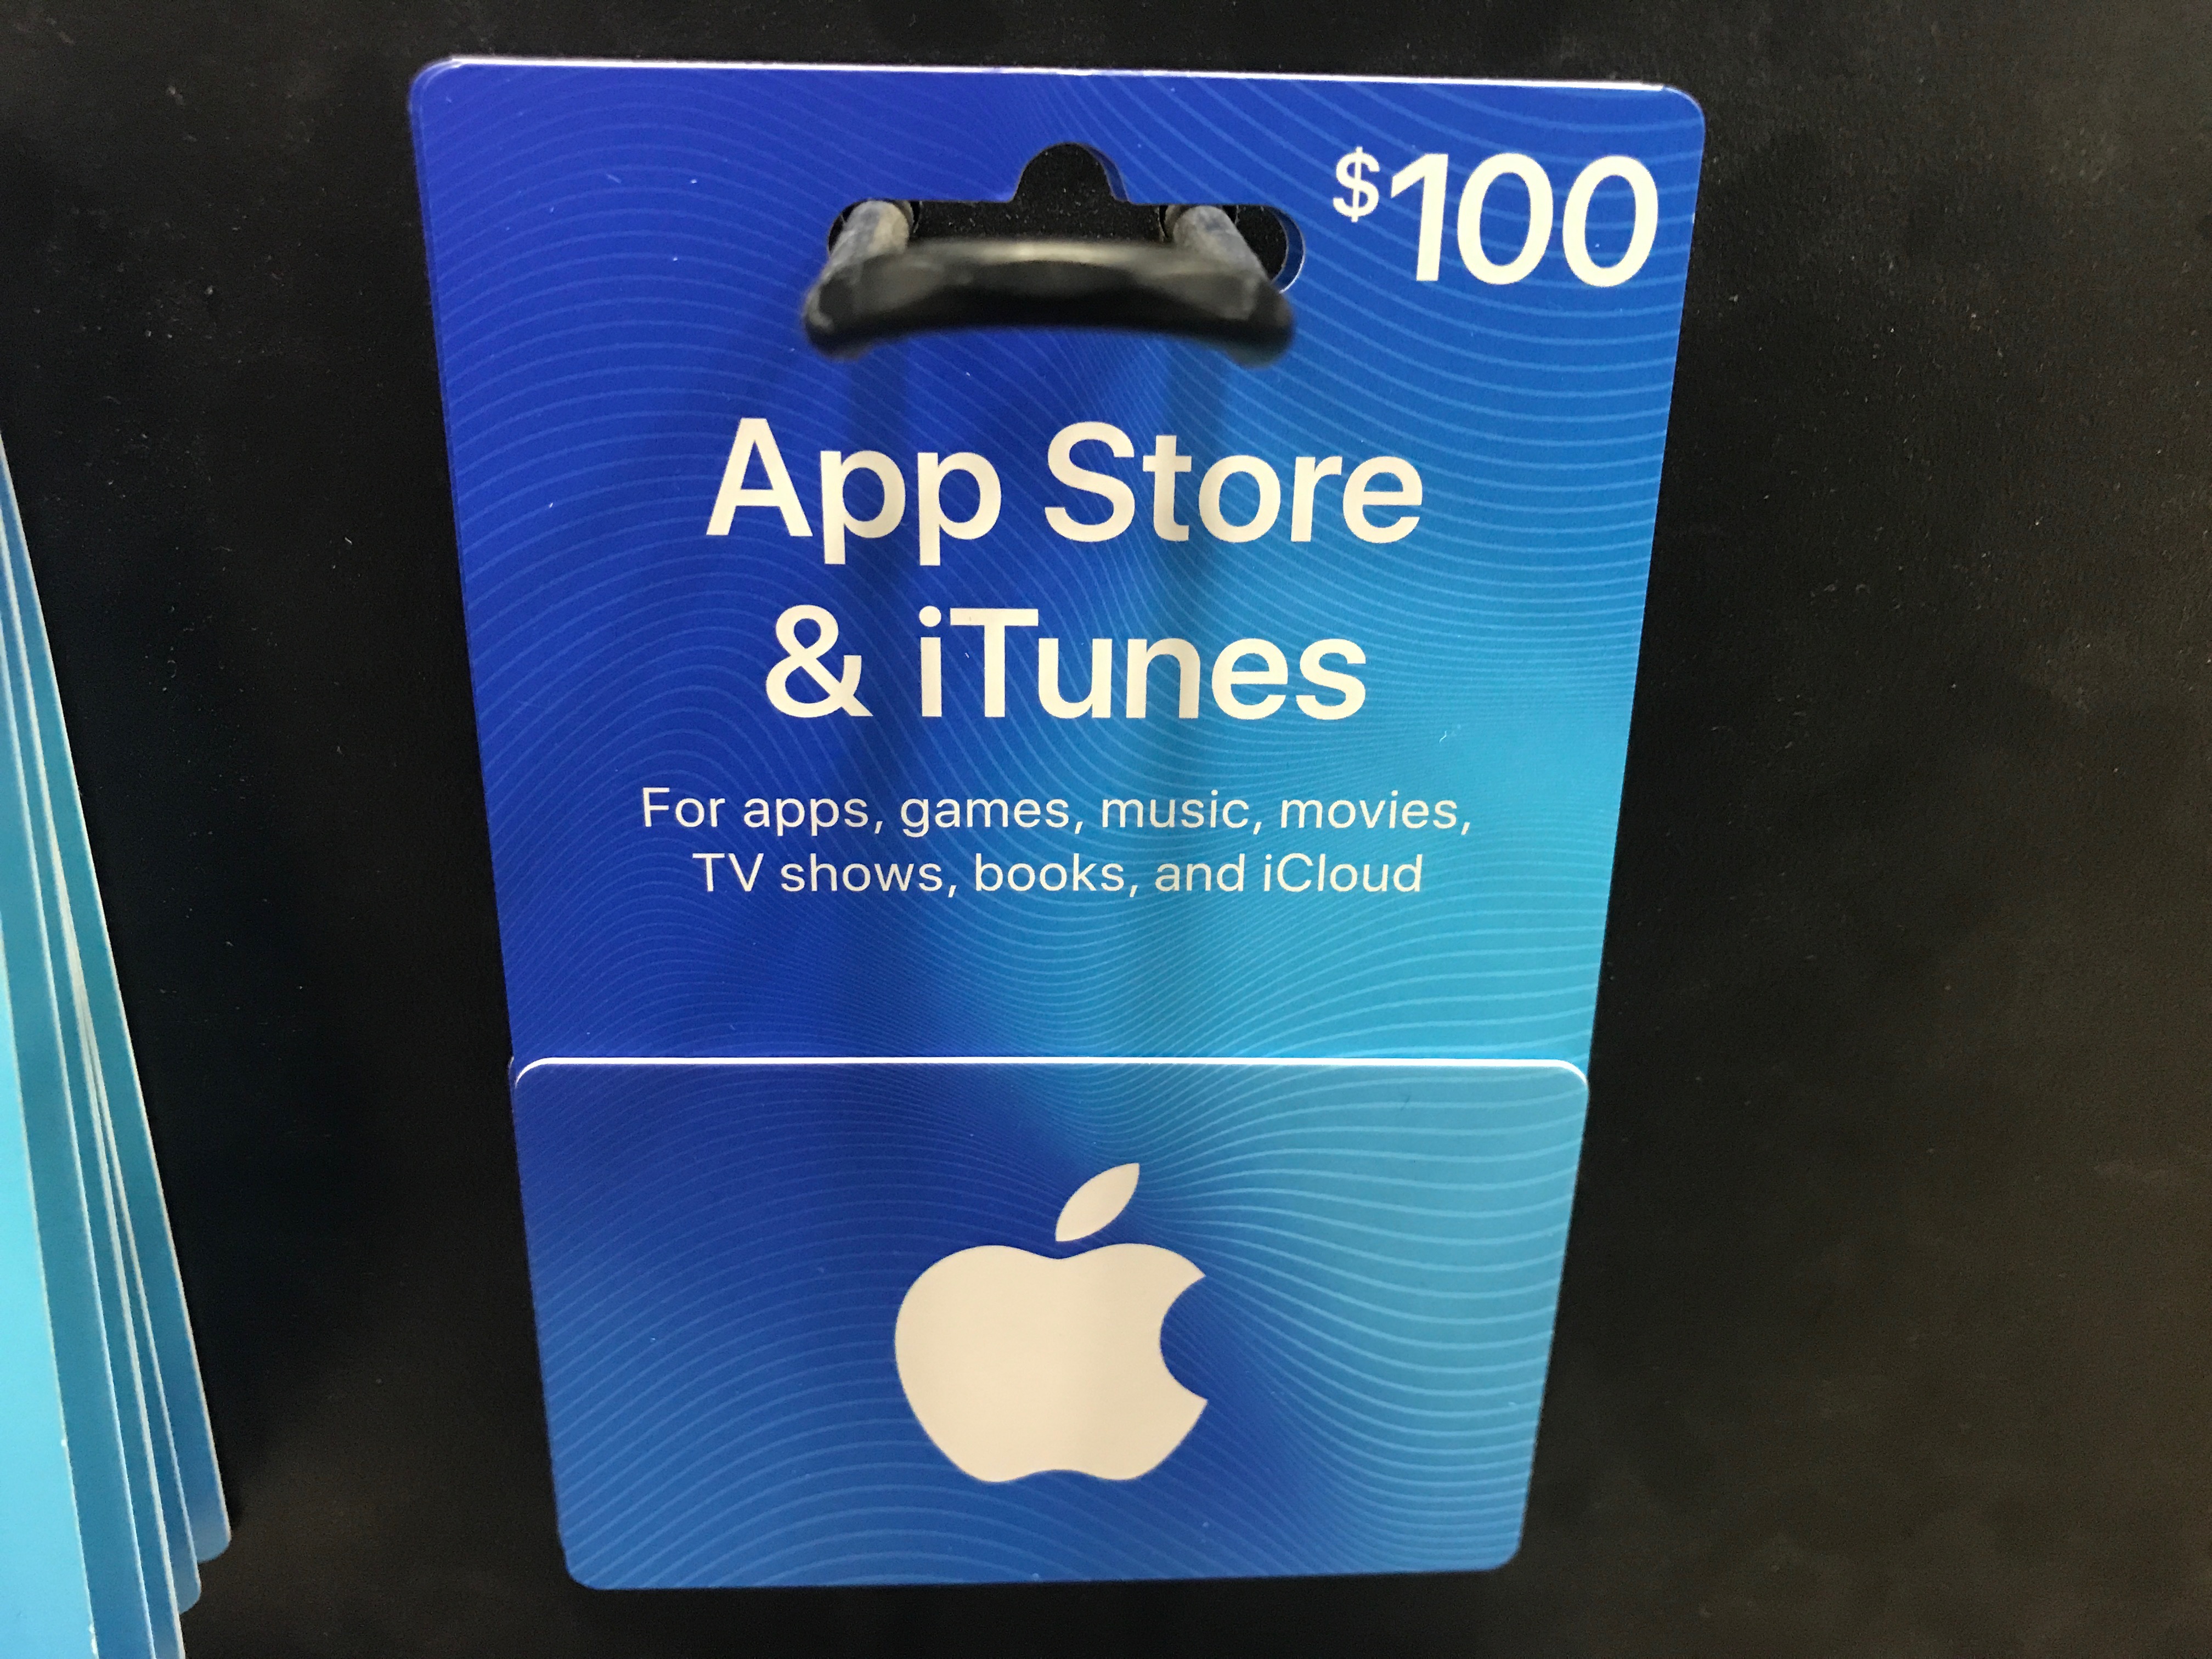 $100
App Store
& iTunes
For apps, games, music, movies,
TV shows, books, and iCloud